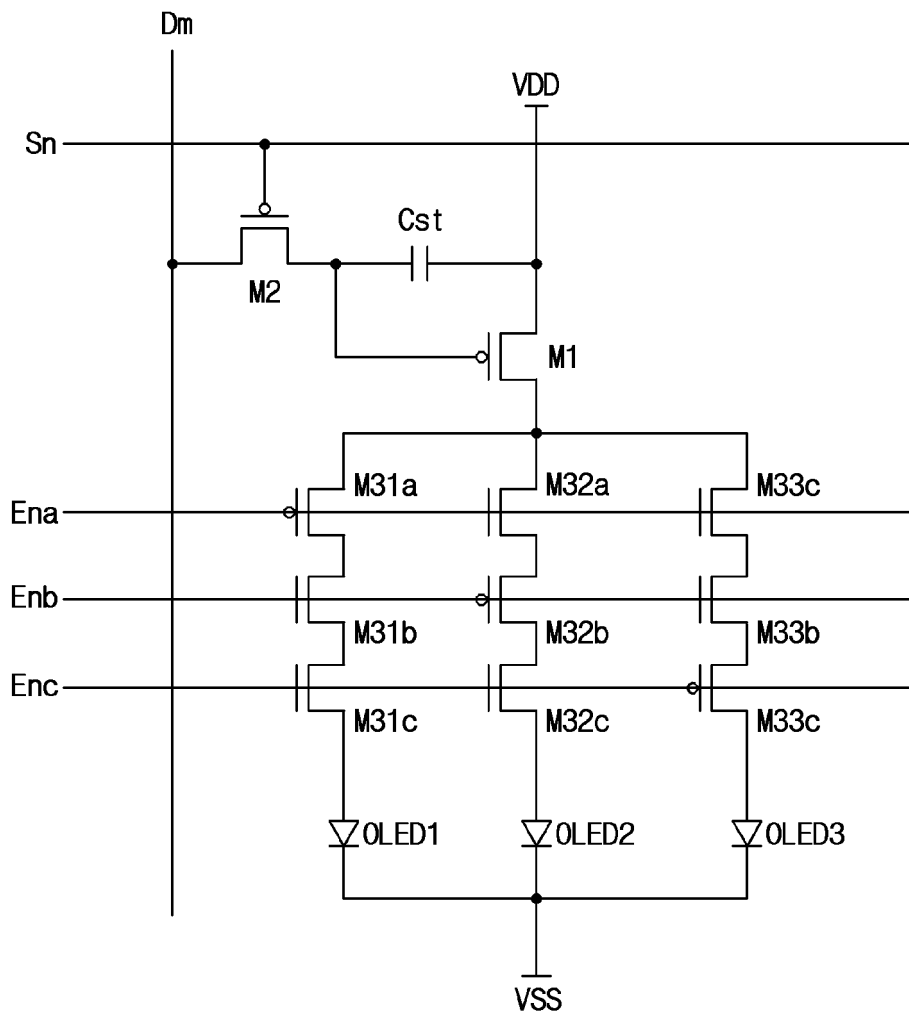 Dm
VDD
Sn
Cst
M2
M1
M31a M32a M33c
Ena
Enb
M31b M32b M33b
Enc
M31c M32c M33c
OLED1 OLED2 OLED3
VSS